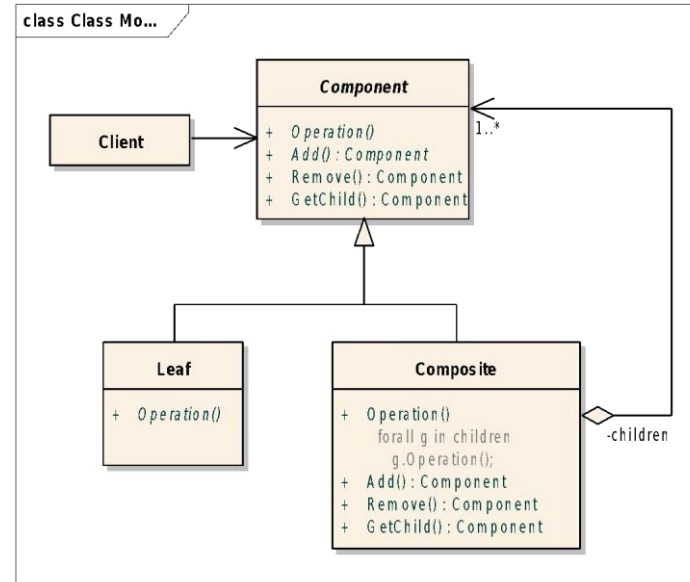 class Class Mo...
Component
+ Operation()
+ Add() : Component
+ Remove() : Component
+ GetChild() : Component
1..*
Client
Leaf
+ Operation()
Composite
+ Operation()
forall g in children
g.Operation();
+ Add() : Component
+ Remove() : Component
+ GetChild() : Component
-children